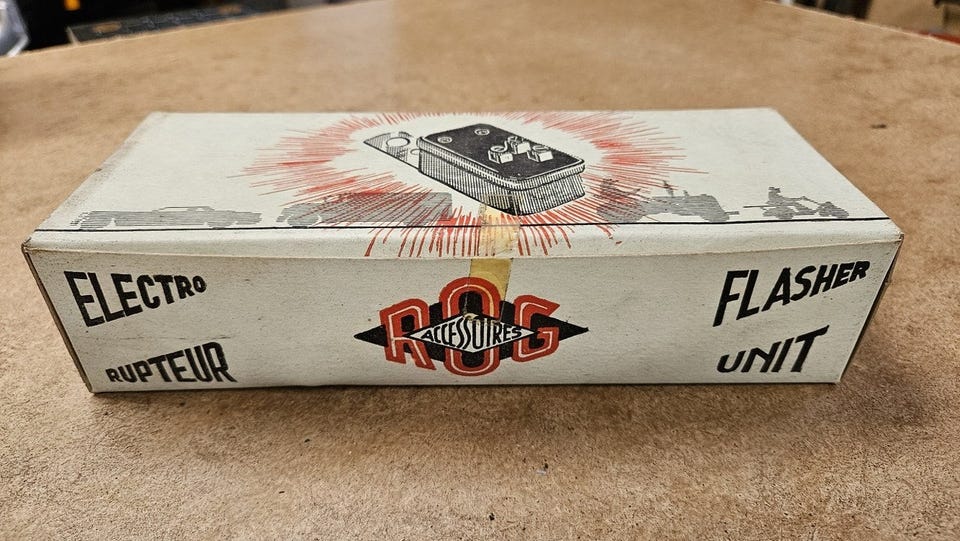 ELECTRO
RUPTEUR
ROG
ACCESSOIRES
FLASHER
UNIT